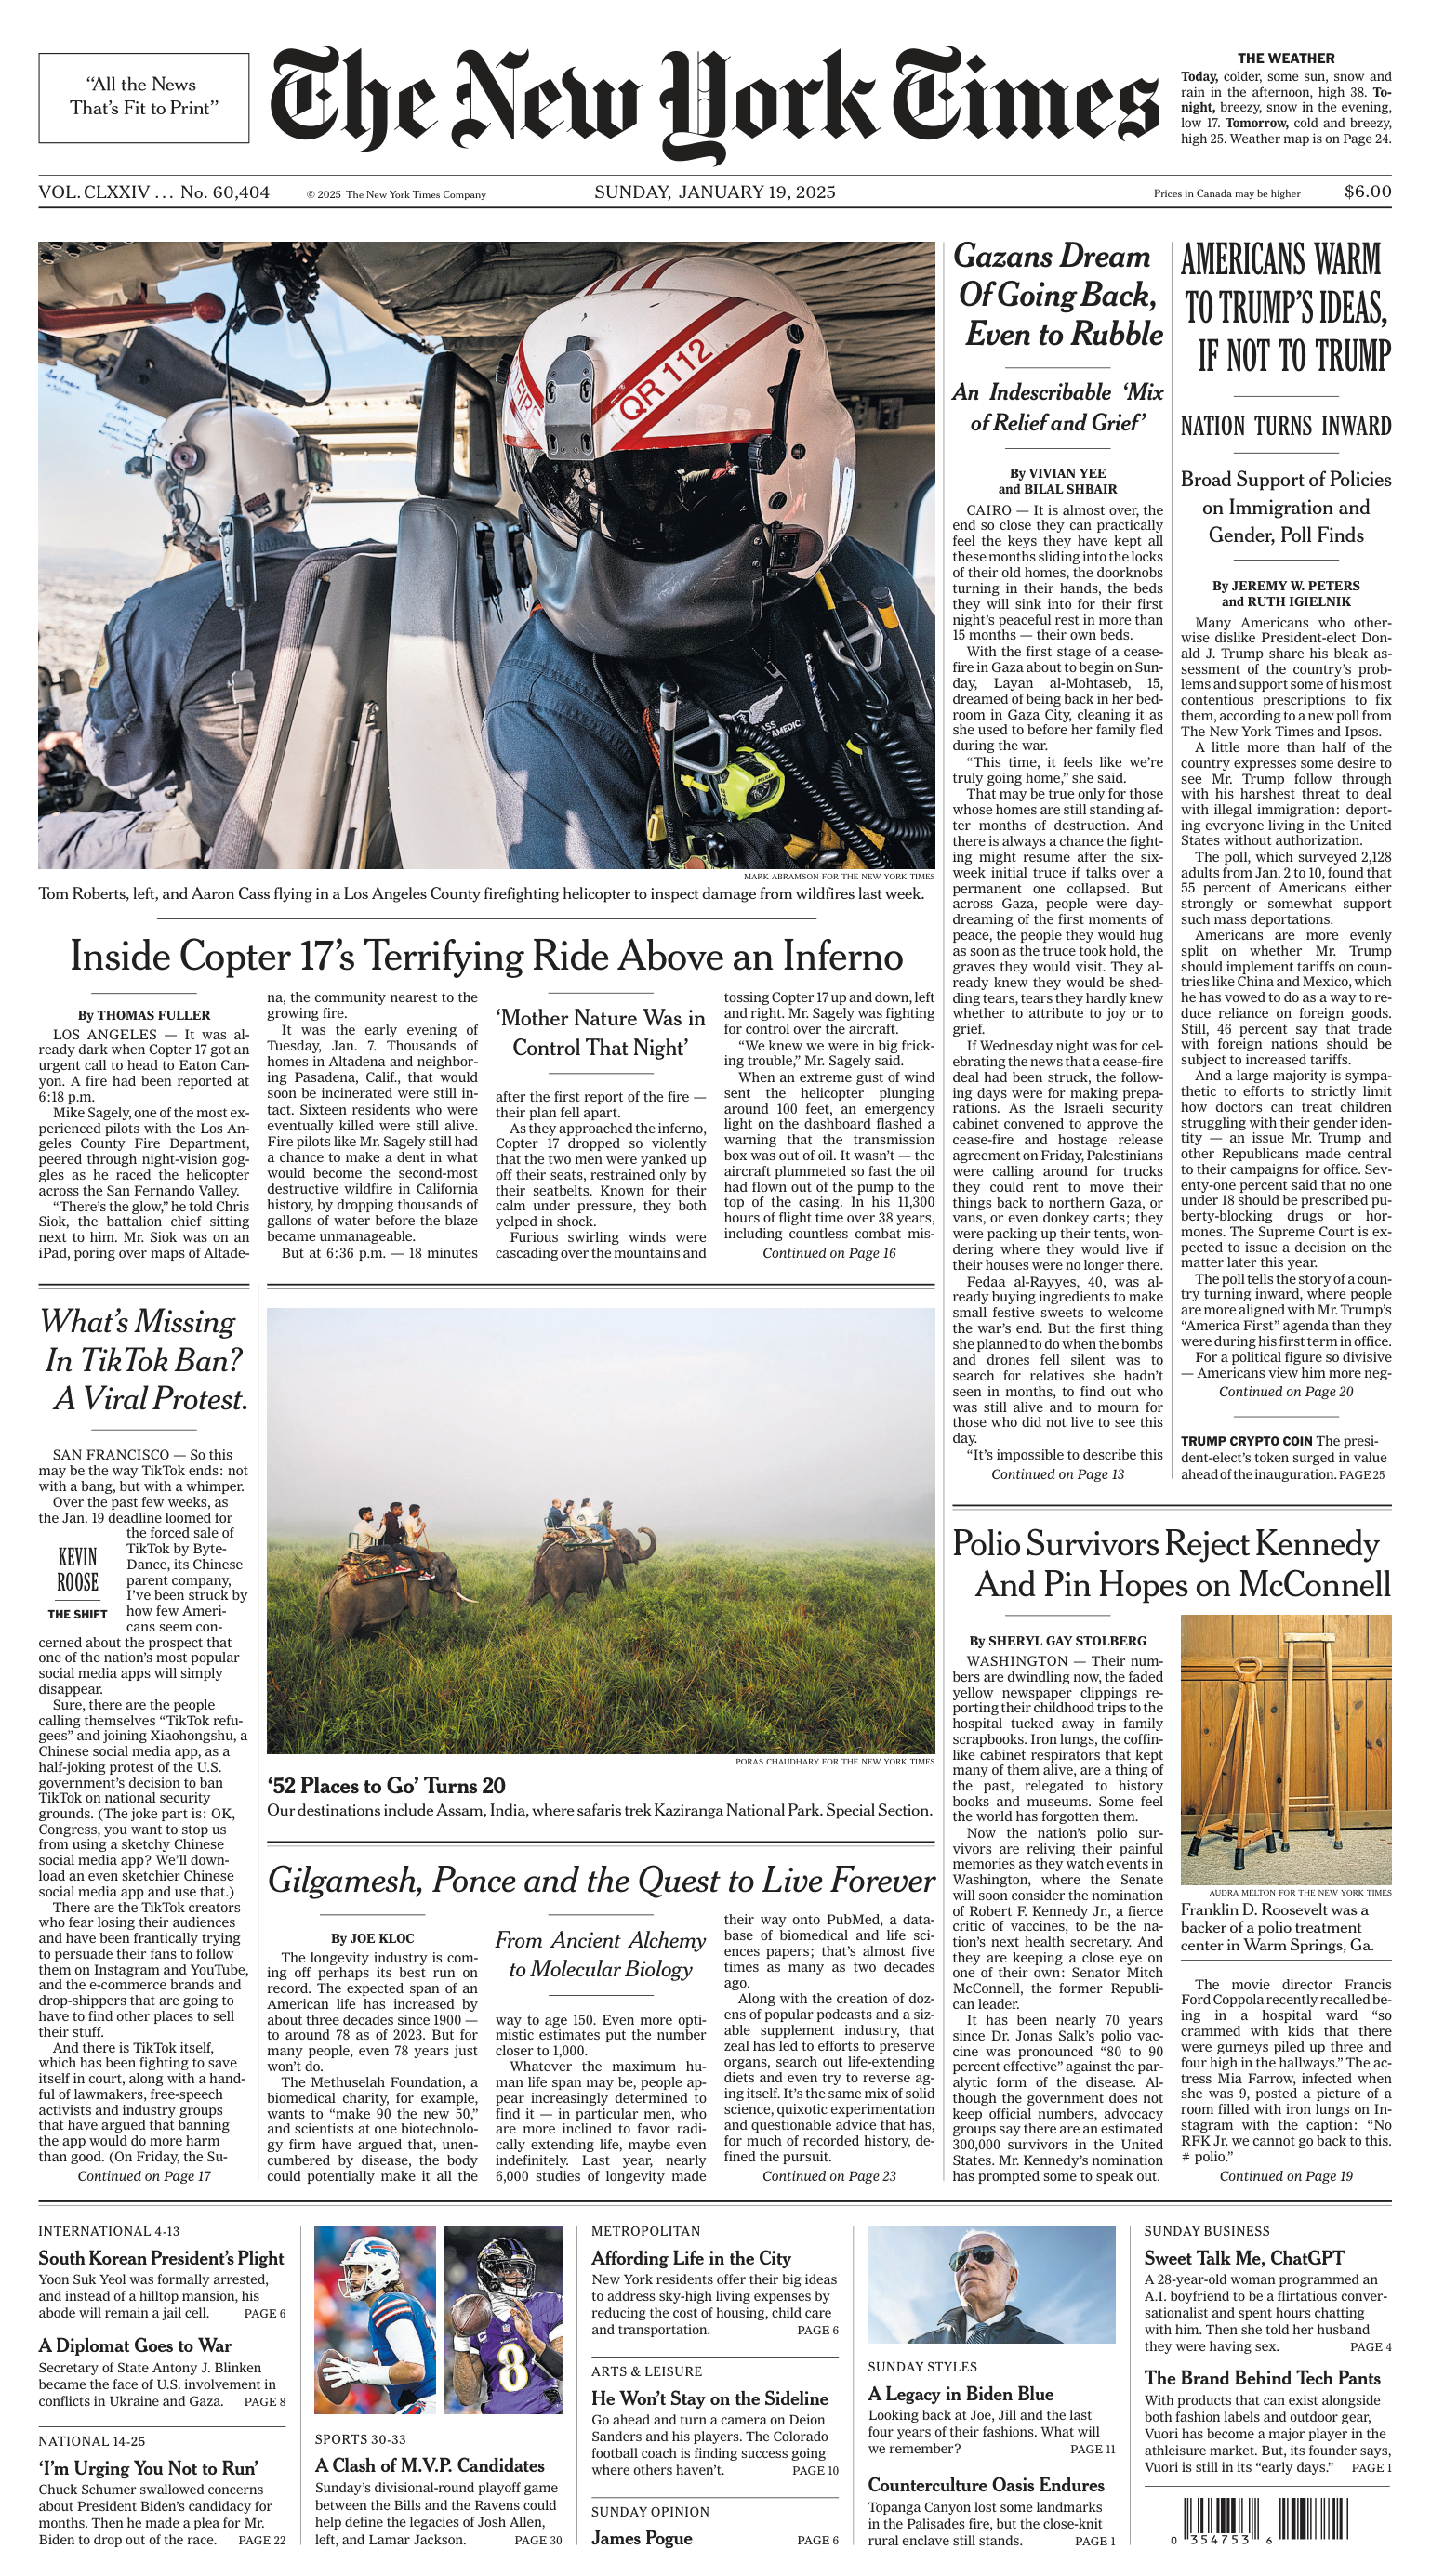 “All the News
That’s Fit to Print”
The New York Times
THE WEATHER
Today, colder, some sun, snow and
rain in the afternoon, high 38. To-
night, breezy, snow in the evening,
low 17. Tomorrow, cold and breezy,
high 25. Weather map is on Page 24.
VOL. CLXXIV . . . No. 60,404
© 2025 The New York Times Company
SUNDAY, JANUARY 19, 2025
Prices in Canada may be higher
$6.00
FIRE
QR 112
CASS
PARAMEDIC
PELICAN
MARK ABRAMSON FOR THE NEW YORK TIMES
Tom Roberts, left, and Aaron Cass flying in a Los Angeles County firefighting helicopter to inspect damage from wildfires last week.
Inside Copter 17’s Terrifying Ride Above an Inferno
By THOMAS FULLER
LOS ANGELES — It was al-
ready dark when Copter 17 got an
urgent call to head to Eaton Can-
yon. A fire had been reported at
6:18 p.m.
Mike Sagely, one of the most ex-
perienced pilots with the Los An-
geles County Fire Department,
peered through night-vision gog-
gles as he raced the helicopter
across the San Fernando Valley.
“There’s the glow,” he told Chris
Siok, the battalion chief sitting
next to him. Mr. Siok was on an
iPad, poring over maps of Altade-
na, the community nearest to the
growing fire.
It was the early evening of
Tuesday, Jan. 7. Thousands of
homes in Altadena and neighbor-
ing Pasadena, Calif., that would
soon be incinerated were still in-
tact. Sixteen residents who were
eventually killed were still alive.
Fire pilots like Mr. Sagely still had
a chance to make a dent in what
would become the second-most
destructive wildfire in California
history, by dropping thousands of
gallons of water before the blaze
became unmanageable.
But at 6:36 p.m. — 18 minutes
‘Mother Nature Was in
Control That Night’
after the first report of the fire —
their plan fell apart.
As they approached the inferno,
Copter 17 dropped so violently
that the two men were yanked up
off their seats, restrained only by
their seatbelts. Known for their
calm under pressure, they both
yelped in shock.
Furious swirling winds were
cascading over the mountains and
tossing Copter 17 up and down, left
and right. Mr. Sagely was fighting
for control over the aircraft.
“We knew we were in big frick-
ing trouble,” Mr. Sagely said.
When an extreme gust of wind
sent the helicopter plunging
around 100 feet, an emergency
light on the dashboard flashed a
warning that the transmission
box was out of oil. It wasn’t — the
aircraft plummeted so fast the oil
had flown out of the pump to the
top of the casing. In his 11,300
hours of flight time over 38 years,
including countless combat mis-
Continued on Page 16
Gazans Dream
Of Going Back,
Even to Rubble
An Indescribable ‘Mix
of Relief and Grief’
By VIVIAN YEE
and BILAL SHBAIR
CAIRO — It is almost over, the
end so close they can practically
feel the keys they have kept all
these months sliding into the locks
of their old homes, the doorknobs
turning in their hands, the beds
they will sink into for their first
night’s peaceful rest in more than
15 months — their own beds.
With the first stage of a cease-
fire in Gaza about to begin on Sun-
day, Layan al-Mohtaseb, 15,
dreamed of being back in her bed-
room in Gaza City, cleaning it as
she used to before her family fled
during the war.
“This time, it feels like we’re
truly going home,” she said.
That may be true only for those
whose homes are still standing af-
ter months of destruction. And
there is always a chance the fight-
ing might resume after the six-
week initial truce if talks over a
permanent one collapsed. But
across Gaza, people were day-
dreaming of the first moments of
peace, the people they would hug
as soon as the truce took hold, the
graves they would visit. They al-
ready knew they would be shed-
ding tears, tears they hardly knew
whether to attribute to joy or to
grief.
If Wednesday night was for cel-
ebrating the news that a cease-fire
deal had been struck, the follow-
ing days were for making prepa-
rations. As the Israeli security
cabinet convened to approve the
cease-fire and hostage release
agreement on Friday, Palestinians
were calling around for trucks
they could rent to move their
things back to northern Gaza, or
vans, or even donkey carts; they
were packing up their tents, won-
dering where they would live if
their houses were no longer there.
Fedaa al-Rayyes, 40, was al-
ready buying ingredients to make
small festive sweets to welcome
the war’s end. But the first thing
she planned to do when the bombs
and drones fell silent was to
search for relatives she hadn’t
seen in months, to find out who
was still alive and to mourn for
those who did not live to see this
day.
“It’s impossible to describe this
Continued on Page 13
AMERICANS WARM
TO TRUMP’S IDEAS,
IF NOT TO TRUMP
NATION TURNS INWARD
Broad Support of Policies
on Immigration and
Gender, Poll Finds
By JEREMY W. PETERS
and RUTH IGIELNIK
Many Americans who other-
wise dislike President-elect Don-
ald J. Trump share his bleak as-
sessment of the country’s prob-
lems and support some of his most
contentious prescriptions to fix
them, according to a new poll from
The New York Times and Ipsos.
A little more than half of the
country expresses some desire to
see Mr. Trump follow through
with his harshest threat to deal
with illegal immigration: deport-
ing everyone living in the United
States without authorization.
The poll, which surveyed 2,128
adults from Jan. 2 to 10, found that
55 percent of Americans either
strongly or somewhat support
such mass deportations.
Americans are more evenly
split on whether Mr. Trump
should implement tariffs on coun-
tries like China and Mexico, which
he has vowed to do as a way to re-
duce reliance on foreign goods.
Still, 46 percent say that trade
with foreign nations should be
subject to increased tariffs.
And a large majority is sympa-
thetic to efforts to strictly limit
how doctors can treat children
struggling with their gender iden-
tity — an issue Mr. Trump and
other Republicans made central
to their campaigns for office. Sev-
enty-one percent said that no one
under 18 should be prescribed pu-
berty-blocking drugs or hor-
mones. The Supreme Court is ex-
pected to issue a decision on the
matter later this year.
The poll tells the story of a coun-
try turning inward, where people
are more aligned with Mr. Trump’s
“America First” agenda than they
were during his first term in office.
For a political figure so divisive
— Americans view him more neg-
Continued on Page 20
TRUMP CRYPTO COIN The presi-
dent-elect’s token surged in value
ahead of the inauguration. PAGE 25
What’s Missing
In TikTok Ban?
A Viral Protest.
SAN FRANCISCO — So this
may be the way TikTok ends: not
with a bang, but with a whimper.
Over the past few weeks, as
the Jan. 19 deadline loomed for
KEVIN
ROOSE
THE SHIFT
the forced sale of
TikTok by Byte-
Dance, its Chinese
parent company,
I’ve been struck by
how few Ameri-
cans seem con-
cerned about the prospect that
one of the nation’s most popular
social media apps will simply
disappear.
Sure, there are the people
calling themselves “TikTok refu-
gees” and joining Xiaohongshu, a
Chinese social media app, as a
half-joking protest of the U.S.
government’s decision to ban
TikTok on national security
grounds. (The joke part is: OK,
Congress, you want to stop us
from using a sketchy Chinese
social media app? We’ll down-
load an even sketchier Chinese
social media app and use that.)
There are the TikTok creators
who fear losing their audiences
and have been frantically trying
to persuade their fans to follow
them on Instagram and YouTube,
and the e-commerce brands and
drop-shippers that are going to
have to find other places to sell
their stuff.
And there is TikTok itself,
which has been fighting to save
itself in court, along with a hand-
ful of lawmakers, free-speech
activists and industry groups
that have argued that banning
the app would do more harm
than good. (On Friday, the Su-
Continued on Page 17
PORAS CHAUDHARY FOR THE NEW YORK TIMES
‘52 Places to Go’ Turns 20
Our destinations include Assam, India, where safaris trek Kaziranga National Park. Special Section.
Gilgamesh, Ponce and the Quest to Live Forever
By JOE KLOC
The longevity industry is com-
ing off perhaps its best run on
record. The expected span of an
American life has increased by
about three decades since 1900 —
to around 78 as of 2023. But for
many people, even 78 years just
won’t do.
The Methuselah Foundation, a
biomedical charity, for example,
wants to “make 90 the new 50,”
and scientists at one biotechnolo-
gy firm have argued that, unen-
cumbered by disease, the body
could potentially make it all the
From Ancient Alchemy
to Molecular Biology
way to age 150. Even more opti-
mistic estimates put the number
closer to 1,000.
Whatever the maximum hu-
man life span may be, people ap-
pear increasingly determined to
find it — in particular men, who
are more inclined to favor radi-
cally extending life, maybe even
indefinitely. Last year, nearly
6,000 studies of longevity made
their way onto PubMed, a data-
base of biomedical and life sci-
ences papers; that’s almost five
times as many as two decades
ago.
Along with the creation of doz-
ens of popular podcasts and a siz-
able supplement industry, that
zeal has led to efforts to preserve
organs, search out life-extending
diets and even try to reverse ag-
ing itself. It’s the same mix of solid
science, quixotic experimentation
and questionable advice that has,
for much of recorded history, de-
fined the pursuit.
Continued on Page 23
Polio Survivors Reject Kennedy
And Pin Hopes on McConnell
By SHERYL GAY STOLBERG
WASHINGTON — Their num-
bers are dwindling now, the faded
yellow newspaper clippings re-
porting their childhood trips to the
hospital tucked away in family
scrapbooks. Iron lungs, the coffin-
like cabinet respirators that kept
many of them alive, are a thing of
the past, relegated to history
books and museums. Some feel
the world has forgotten them.
Now the nation’s polio sur-
vivors are reliving their painful
memories as they watch events in
Washington, where the Senate
will soon consider the nomination
of Robert F. Kennedy Jr., a fierce
critic of vaccines, to be the na-
tion’s next health secretary. And
they are keeping a close eye on
one of their own: Senator Mitch
McConnell, the former Republi-
can leader.
It has been nearly 70 years
since Dr. Jonas Salk’s polio vac-
cine was pronounced “80 to 90
percent effective” against the par-
alytic form of the disease. Al-
though the government does not
keep official numbers, advocacy
groups say there are an estimated
300,000 survivors in the United
States. Mr. Kennedy’s nomination
has prompted some to speak out.
AUDRA MELTON FOR THE NEW YORK TIMES
Franklin D. Roosevelt was a
backer of a polio treatment
center in Warm Springs, Ga.
The movie director Francis
Ford Coppola recently recalled be-
ing in a hospital ward “so
crammed with kids that there
were gurneys piled up three and
four high in the hallways.” The ac-
tress Mia Farrow, infected when
she was 9, posted a picture of a
room filled with iron lungs on In-
stagram with the caption: “No
RFK Jr. we cannot go back to this.
# polio.”
Continued on Page 19
INTERNATIONAL 4-13
South Korean President’s Plight
Yoon Suk Yeol was formally arrested,
and instead of a hilltop mansion, his
abode will remain a jail cell. PAGE 6
A Diplomat Goes to War
Secretary of State Antony J. Blinken
became the face of U.S. involvement in
conflicts in Ukraine and Gaza. PAGE 8
NATIONAL 14-25
‘I’m Urging You Not to Run’
Chuck Schumer swallowed concerns
about President Biden’s candidacy for
months. Then he made a plea for Mr.
Biden to drop out of the race. PAGE 22
8
SPORTS 30-33
A Clash of M.V.P. Candidates
Sunday’s divisional-round playoff game
between the Bills and the Ravens could
help define the legacies of Josh Allen,
left, and Lamar Jackson. PAGE 30
METROPOLITAN
Affording Life in the City
New York residents offer their big ideas
to address sky-high living expenses by
reducing the cost of housing, child care
and transportation. PAGE 6
ARTS & LEISURE
He Won’t Stay on the Sideline
Go ahead and turn a camera on Deion
Sanders and his players. The Colorado
football coach is finding success going
where others haven’t. PAGE 10
SUNDAY OPINION
James Pogue PAGE 6
SUNDAY STYLES
A Legacy in Biden Blue
Looking back at Joe, Jill and the last
four years of their fashions. What will
we remember? PAGE 11
Counterculture Oasis Endures
Topanga Canyon lost some landmarks
in the Palisades fire, but the close-knit
rural enclave still stands. PAGE 1
SUNDAY BUSINESS
Sweet Talk Me, ChatGPT
A 28-year-old woman programmed an
A.I. boyfriend to be a flirtatious conver-
sationalist and spent hours chatting
with him. Then she told her husband
they were having sex. PAGE 4
The Brand Behind Tech Pants
With products that can exist alongside
both fashion labels and outdoor gear,
Vuori has become a major player in the
athleisure market. But, its founder says,
Vuori is still in its “early days.” PAGE 1
0 354753 6